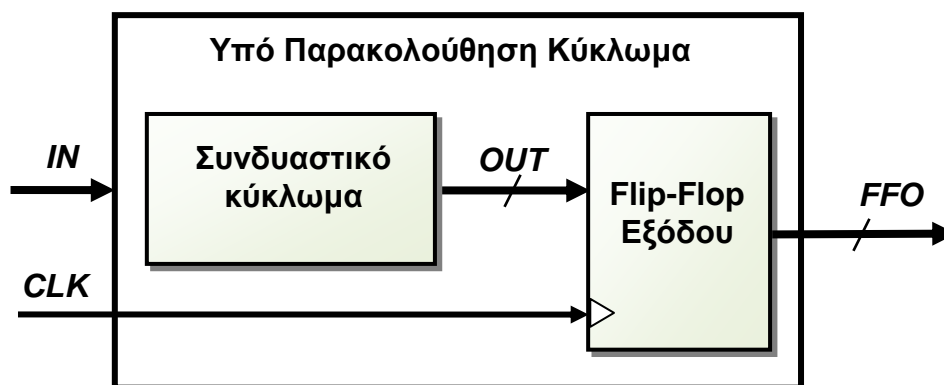 Υπό Παρακολούθηση Κύκλωμα
IN
Συνδυαστικό
κύκλωμα
OUT
Flip-Flop
Εξόδου
FFO
CLK